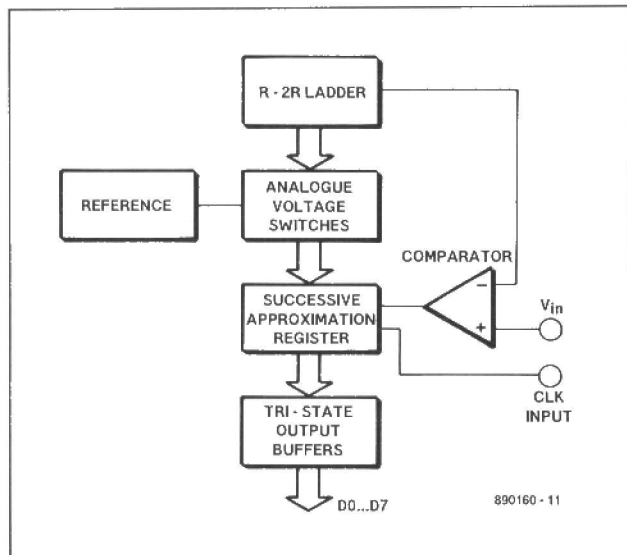 R - 2R LADDER
REFERENCE
ANALOGUE
VOLTAGE
SWITCHES
COMPARATOR
SUCCESSIVE
APPROXIMATION
REGISTER
−
+
Vin
CLK
INPUT
TRI - STATE
OUTPUT
BUFFERS
D0...D7
890160 - 11